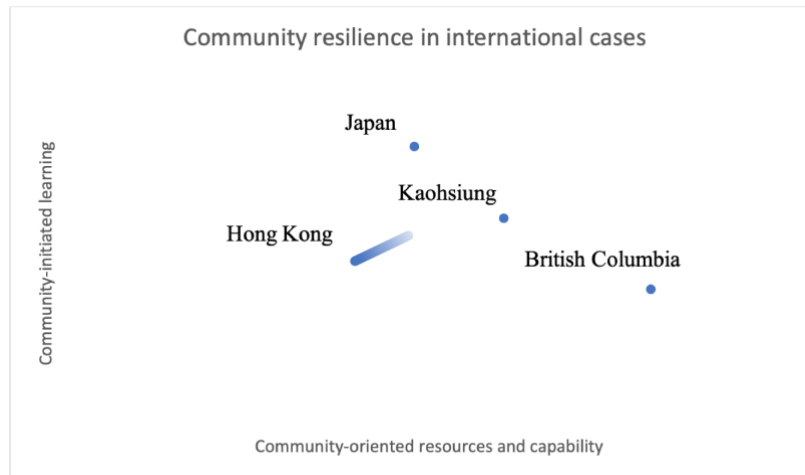 Community resilience in international cases
Japan
Kaohsiung
Hong Kong
British Columbia
Community-initiated learning
Community-oriented resources and capability